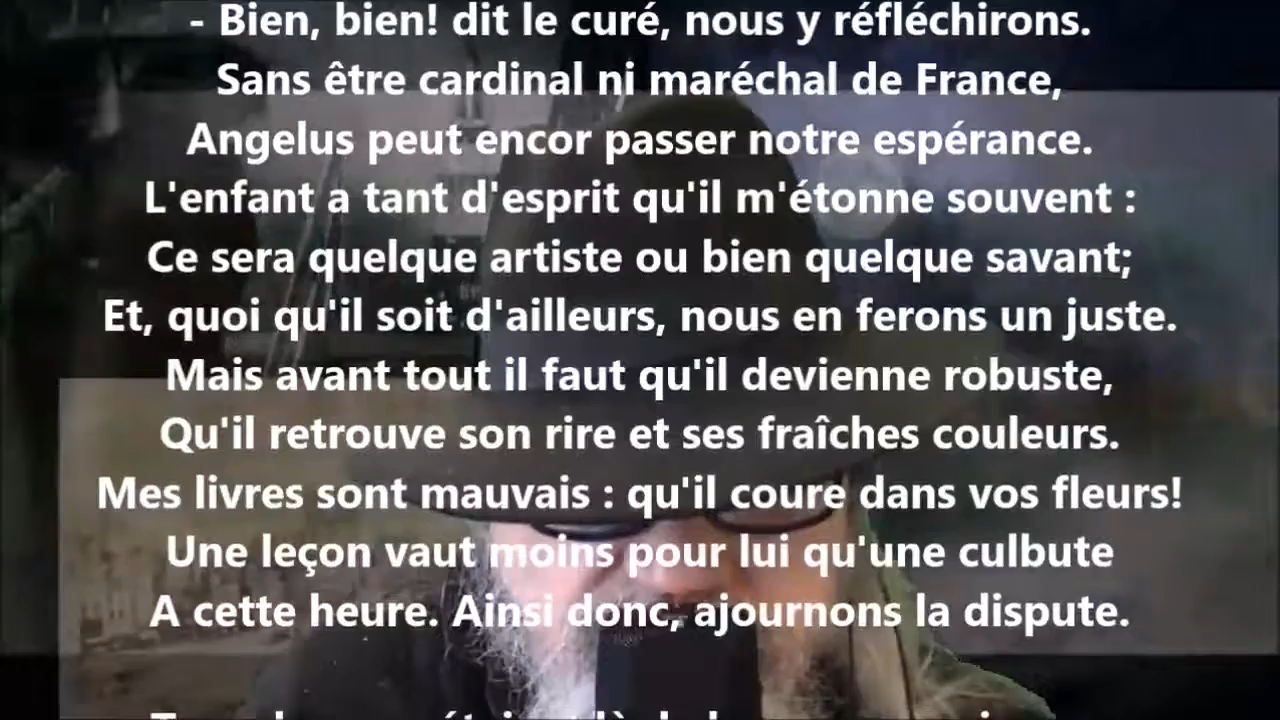 - Bien, bien! dit le curé, nous y réfléchirons.
Sans être cardinal ni maréchal de France,
Angelus peut encor passer notre espérance.
L'enfant a tant d'esprit qu'il m'étonne souvent :
Ce sera quelque artiste ou bien quelque savant;
Et, quoi qu'il soit d'ailleurs, nous en ferons un juste.
Mais avant tout il faut qu'il devienne robuste,
Qu'il retrouve son rire et ses fraîches couleurs.
Mes livres sont mauvais : qu'il coure dans vos fleurs!
Une leçon vaut moins pour lui qu'une culbute
A cette heure. Ainsi donc, ajournons la dispute.